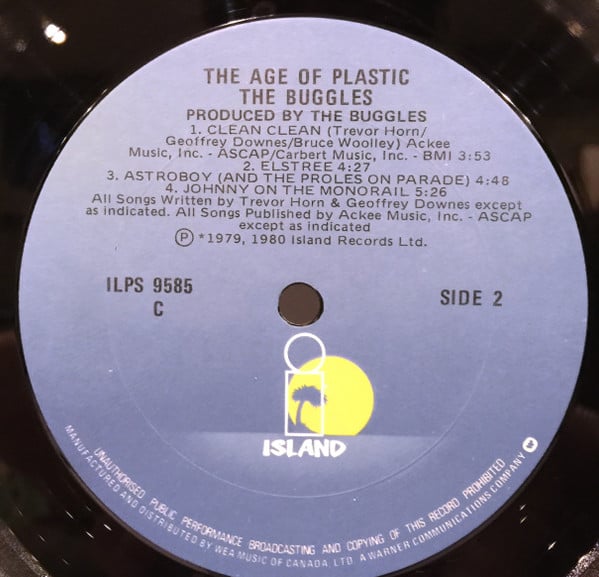 THE AGE OF PLASTIC
THE BUGGLES
PRODUCED BY THE BUGGLES
1. CLEAN CLEAN (Trevor Horn/
Geoffrey Downes/Bruce Woolley) Ackee
Music, Inc. - ASCAP/Carbert Music, Inc. - BMI 3:53
2. ELSTREE 4:27
3. ASTROBOY (AND THE PROLES ON PARADE) 4:48
4. JOHNNY ON THE MONORAIL 5:26
All Songs Written by Trevor Horn & Geoffrey Downes except
as indicated. All Songs Published by Ackee Music, Inc. - ASCAP
except as indicated
Ⓟ *1979, 1980 Island Records Ltd.
ILPS 9585
C
SIDE 2
i
ISLAND
UNAUTHORISED PUBLIC PERFORMANCE BROADCASTING AND COPYING OF THIS RECORD PROHIBITED
MANUFACTURED AND DISTRIBUTED BY WEA MUSIC OF CANADA, LTD. A WARNER COMMUNICATIONS COMPANY